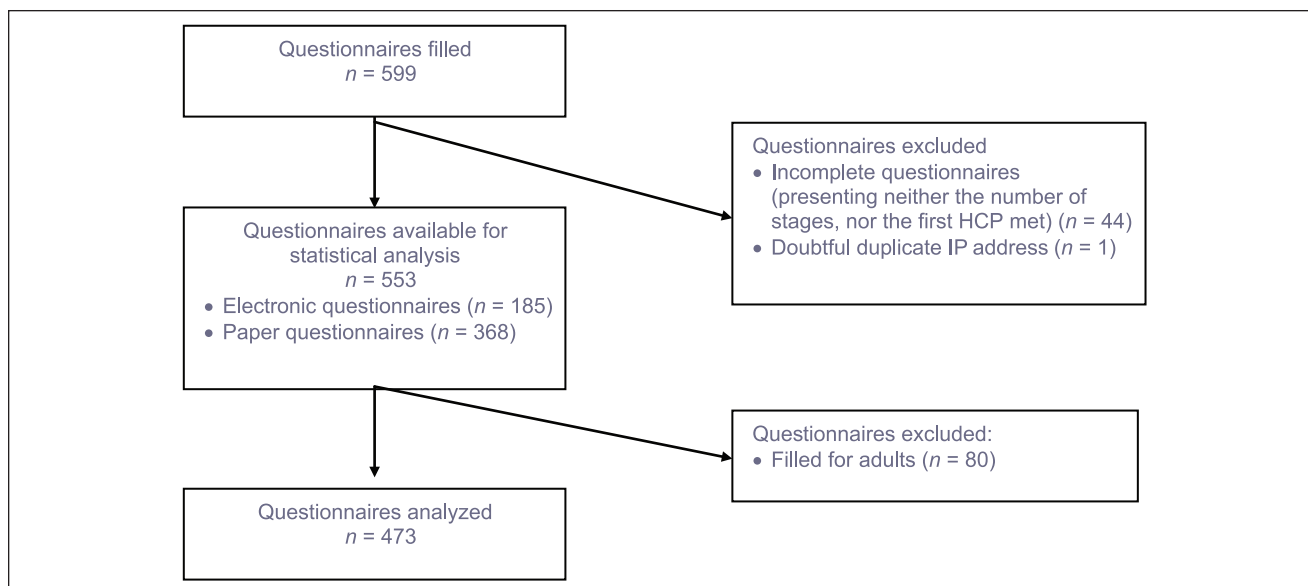 Questionnaires filled
n = 599
Questionnaires excluded
• Incomplete questionnaires
(presenting neither the number of
stages, nor the first HCP met) (n = 44)
• Doubtful duplicate IP address (n = 1)
Questionnaires available for
statistical analysis
n = 553
• Electronic questionnaires (n = 185)
• Paper questionnaires (n = 368)
Questionnaires excluded:
• Filled for adults (n = 80)
Questionnaires analyzed
n = 473